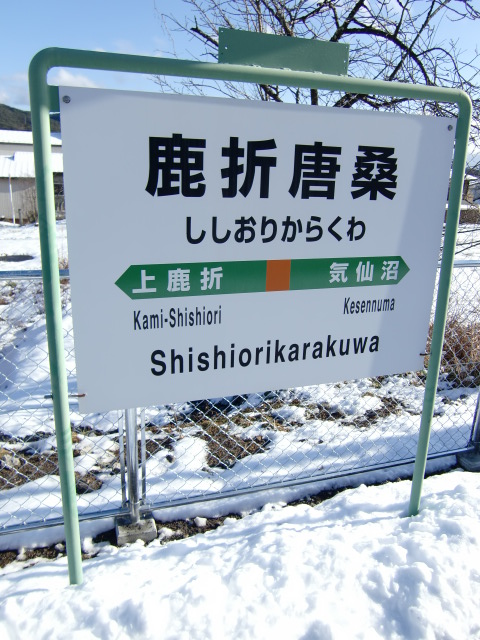 鹿折唐桑
ししおりからくわ
上鹿折 気仙沼
Kami-Shishiori Kesennuma
Shishiorikarakuwa